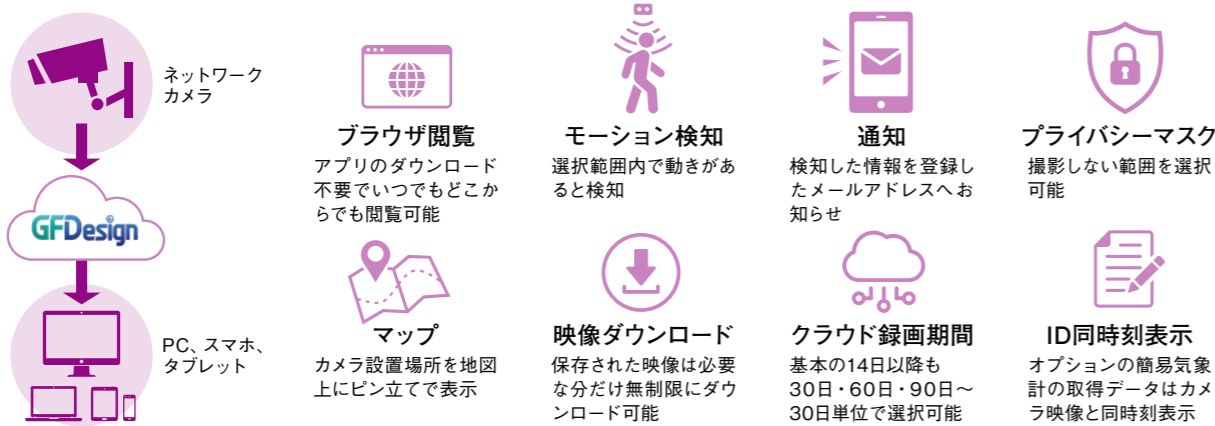 ネットワーク
カメラ
GFDesign
PC、スマホ、
タブレット
ブラウザ閲覧
アプリのダウンロード
不要でいつでもどこか
らでも閲覧可能
モーション検知
選択範囲内で動きがあ
ると検知
通知
検知した情報を登録し
たメールアドレスへお
知らせ
プライバシーマスク
撮影しない範囲を選択
可能
マップ
カメラ設置場所を地図
上にピン立てで表示
映像ダウンロード
保存された映像は必要
な分だけ無制限にダウ
ンロード可能
クラウド録画期間
基本の14日以降も
30日・60日・90日〜
30日単位で選択可能
ID同時刻表示
オプションの簡易気象
計の取得データはカメ
ラ映像と同時刻表示